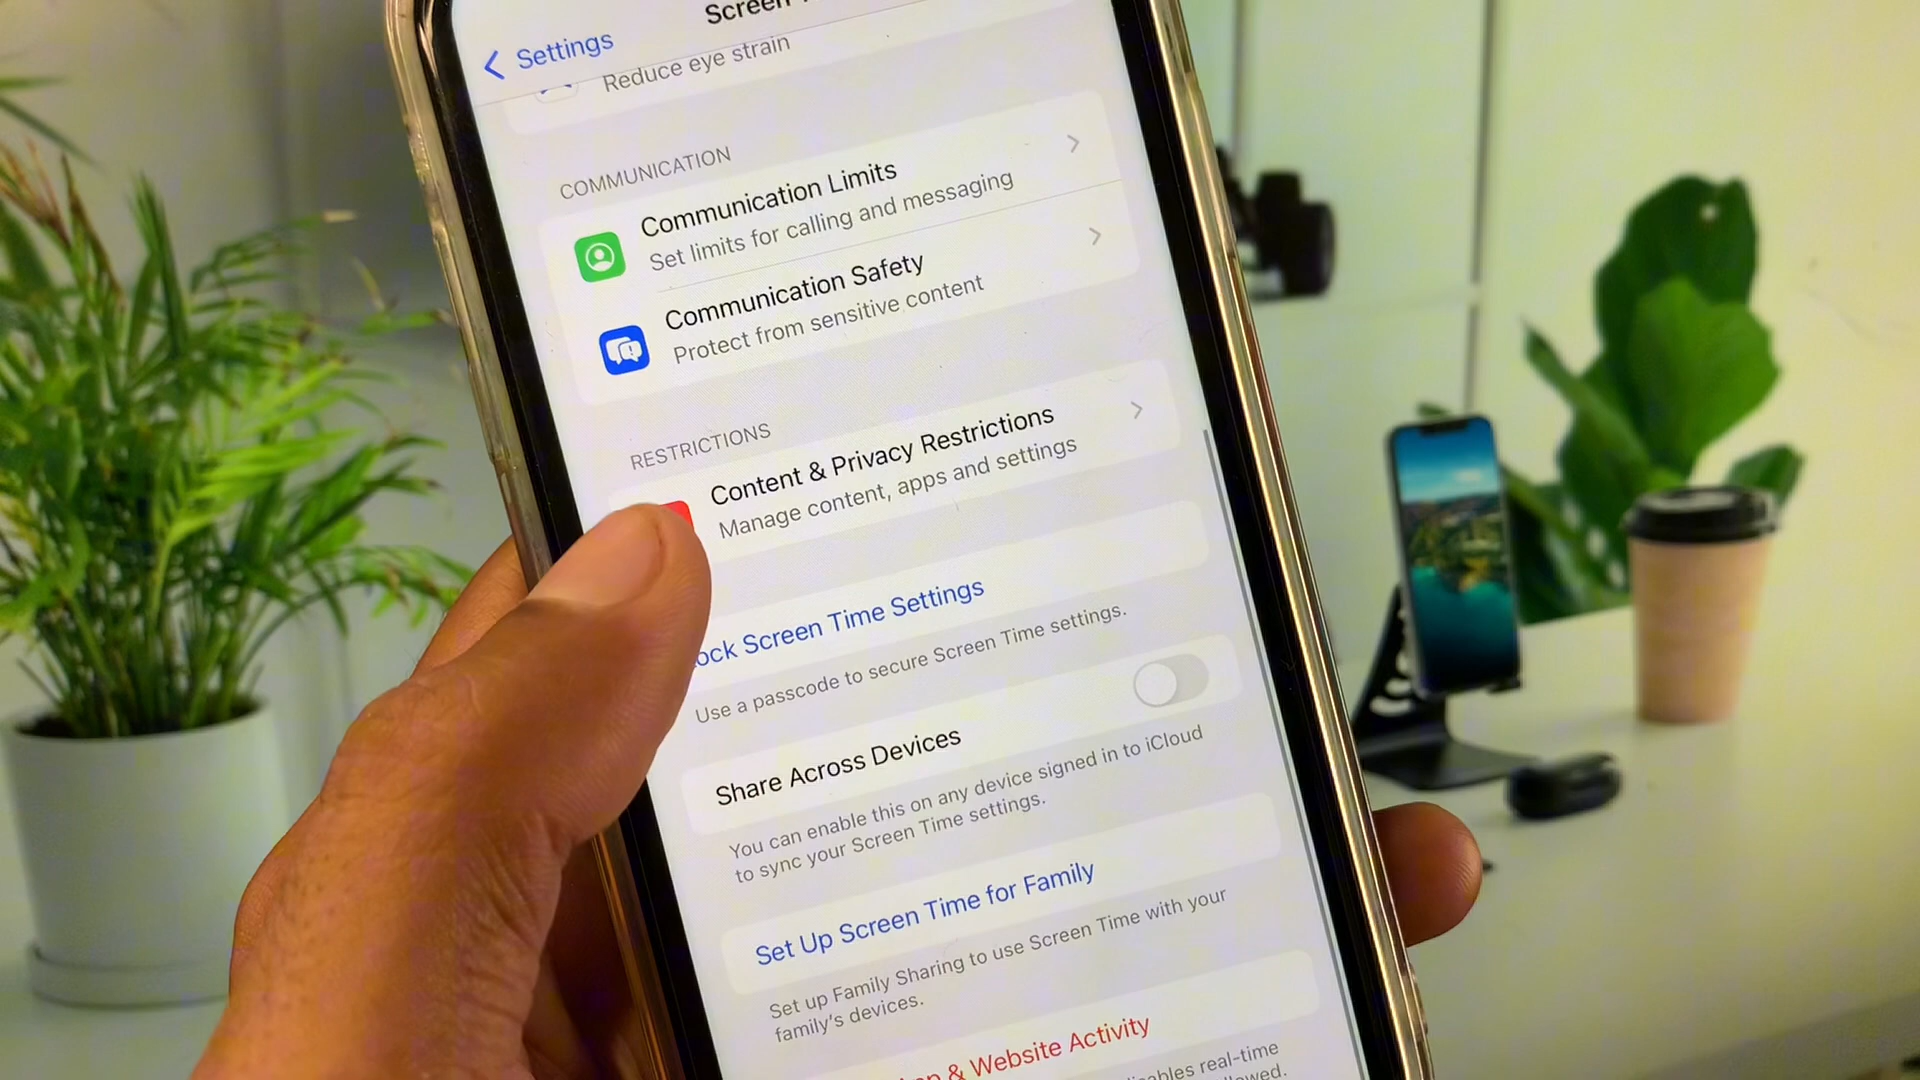 Screen
Settings
Reduce eye strain
COMMUNICATION
Communication Limits
Set limits for calling and messaging
Communication Safety
Protect from sensitive content
RESTRICTIONS
Content & Privacy Restrictions
Manage content, apps and settings
ock Screen Time Settings
Use a passcode to secure Screen Time settings.
Share Across Devices
You can enable this on any device signed in to iCloud
to sync your Screen Time settings.
Set Up Screen Time for Family
Set up Family Sharing to use Screen Time with your
family's devices.
& Website Activity
real-time